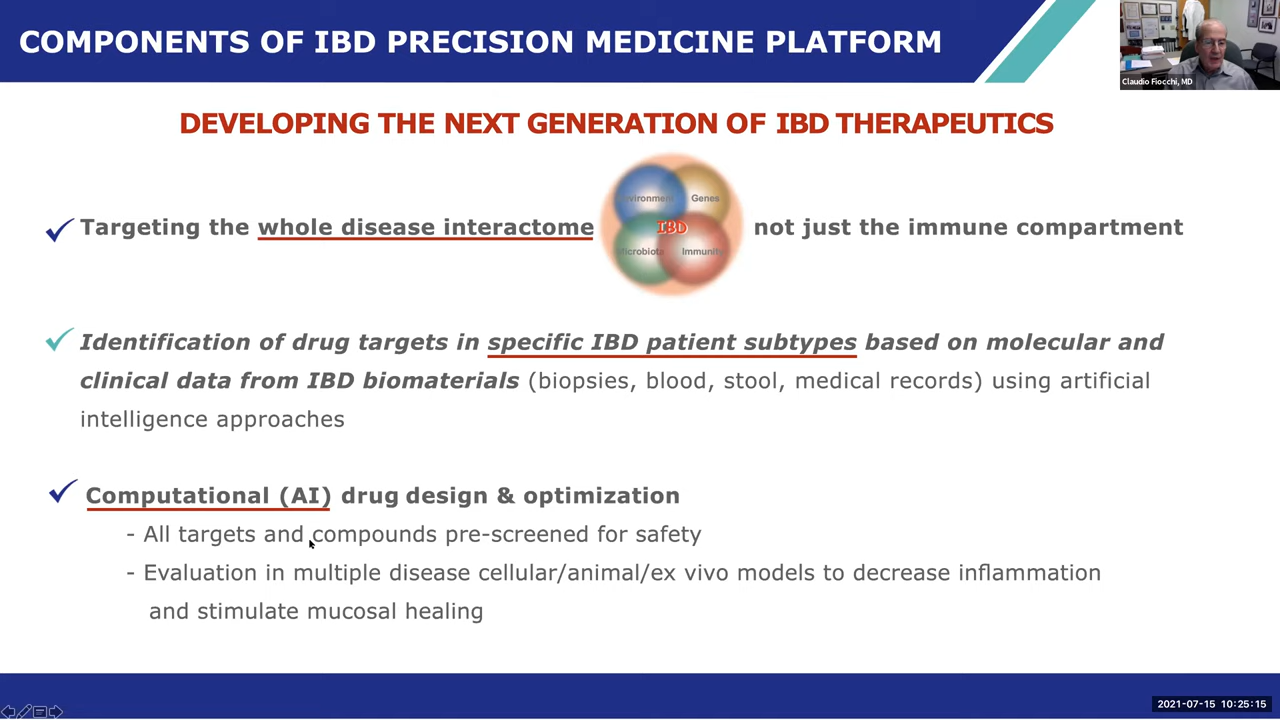 COMPONENTS OF IBD PRECISION MEDICINE PLATFORM
Claudio Fiocchi, MD
DEVELOPING THE NEXT GENERATION OF IBD THERAPEUTICS
Environment Genes
Targeting the whole disease interactome IBD not just the immune compartment
Microbiota Immunity
Identification of drug targets in specific IBD patient subtypes based on molecular and
clinical data from IBD biomaterials (biopsies, blood, stool, medical records) using artificial
intelligence approaches
Computational (AI) drug design & optimization
- All targets and compounds pre-screened for safety
- Evaluation in multiple disease cellular/animal/ex vivo models to decrease inflammation
and stimulate mucosal healing
2021-07-15 10:25:15